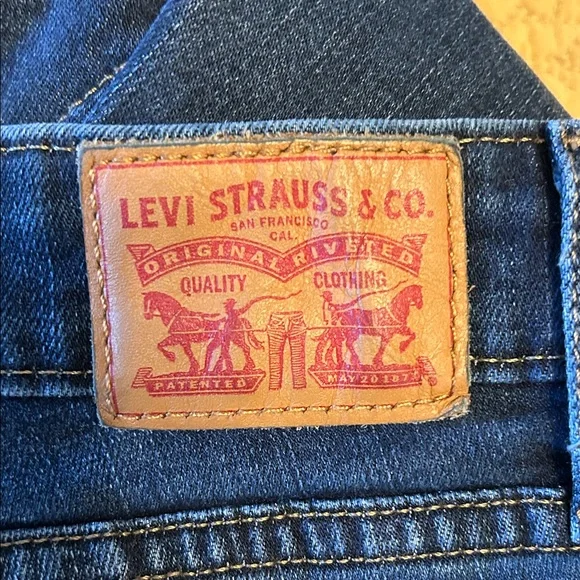 LEVI STRAUSS & CO.
SAN FRANCISCO
CAL.
ORIGINAL RIVETED
QUALITY CLOTHING
PATENTED MAY 20 1873
®